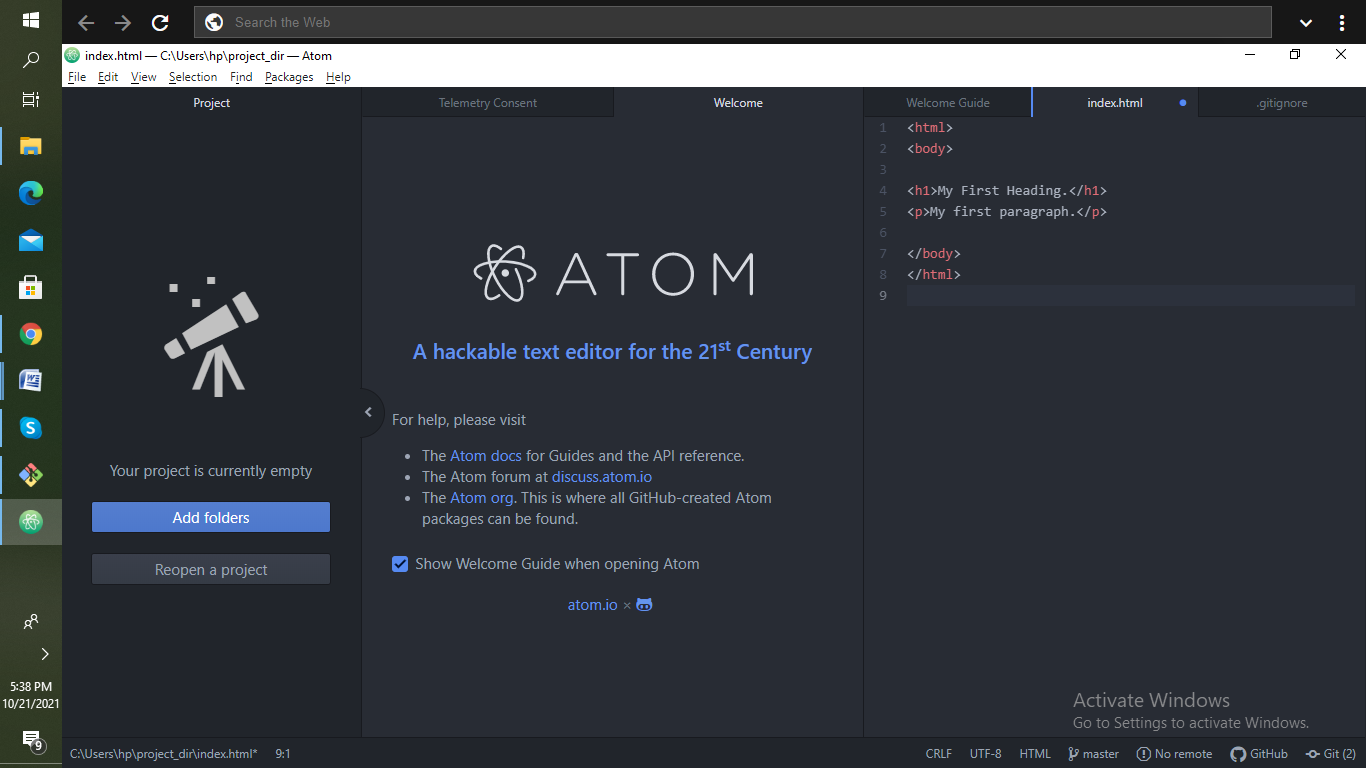 Search the Web
index.html — C:\Users\hp\project_dir — Atom
File Edit View Selection Find Packages Help
Project
Telemetry Consent
Welcome
Welcome Guide
index.html
.gitignore
Your project is currently empty
Add folders
Reopen a project
ATOM
A hackable text editor for the 21st Century
For help, please visit
• The Atom docs for Guides and the API reference.
• The Atom forum at discuss.atom.io
• The Atom org. This is where all GitHub-created Atom
packages can be found.
Show Welcome Guide when opening Atom
atom.io ×
1 <html>
2 <body>
3
4 <h1>My First Heading.</h1>
5 <p>My first paragraph.</p>
6
7 </body>
8 </html>
9
Activate Windows
Go to Settings to activate Windows.
W
S
5:38 PM
10/21/2021
9
C:\Users\hp\project_dir\index.html* 9:1
CRLF UTF-8 HTML master No remote GitHub Git (2)